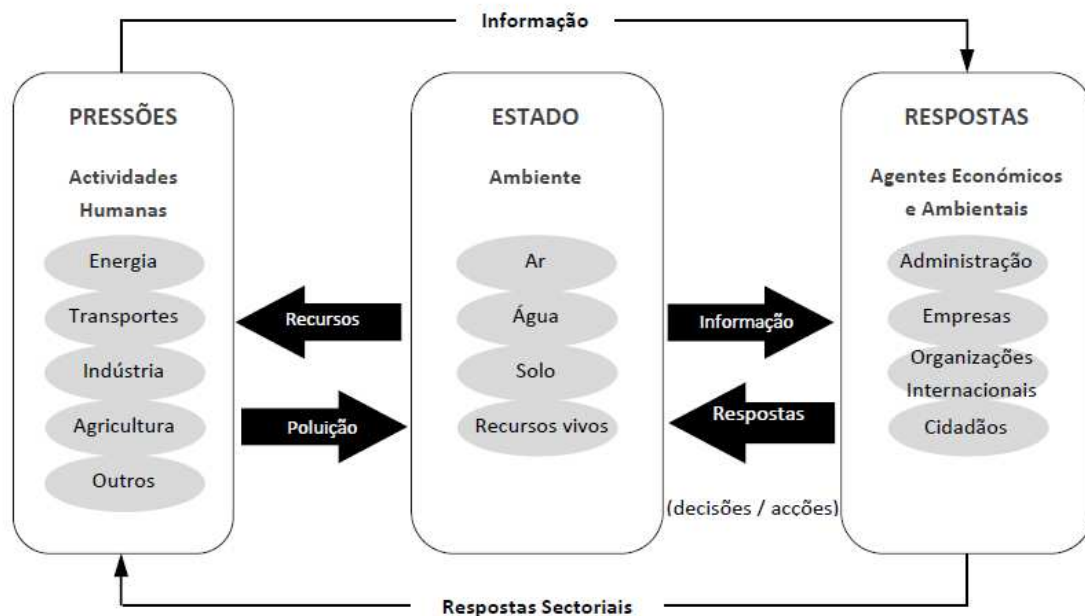 Informação
PRESSÕES
Actividades
Humanas
Energia
Transportes
Indústria
Agricultura
Outros
Recursos
Poluição
ESTADO
Ambiente
Ar
Água
Solo
Recursos vivos
Informação
Respostas
(decisões / acções)
RESPOSTAS
Agentes Económicos
e Ambientais
Administração
Empresas
Organizações
Internacionais
Cidadãos
Respostas Sectoriais